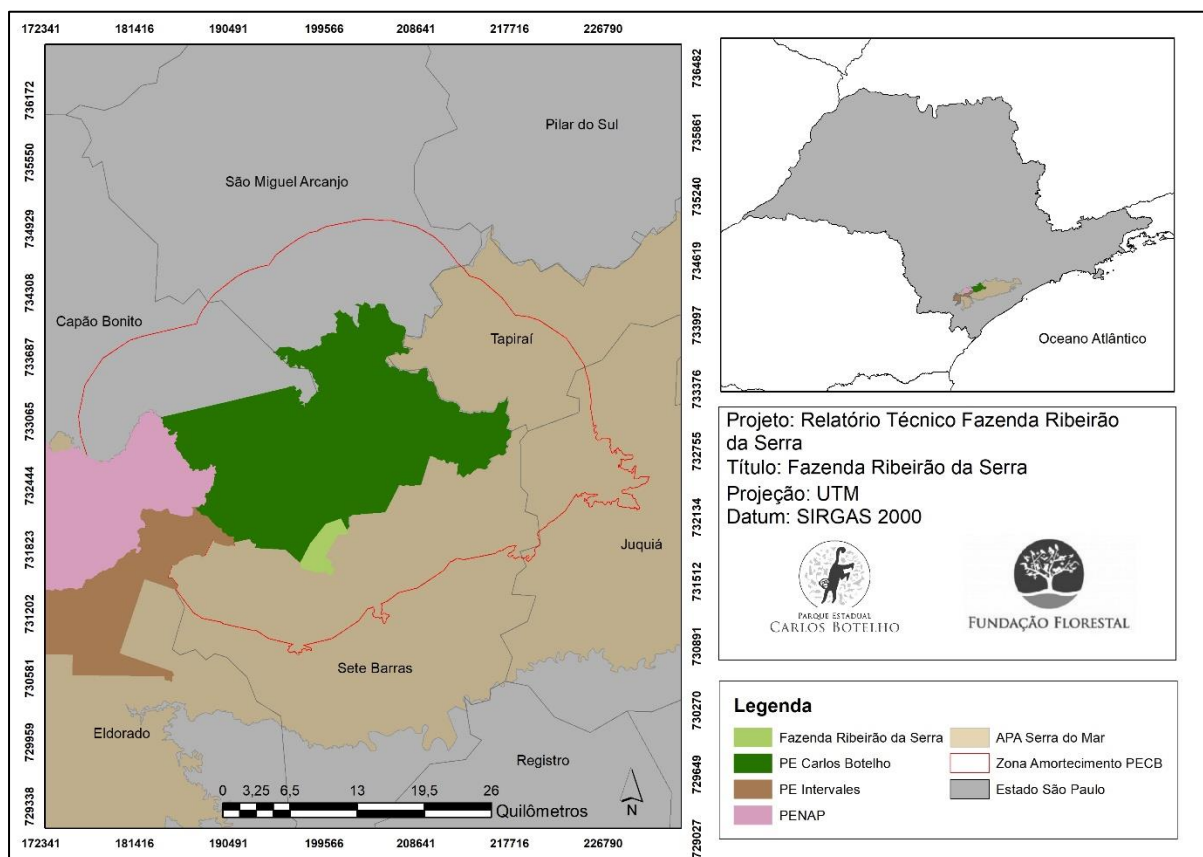 172341 181416 190491 199566 208641 217716 226790
736172
735550
734929
734308
733687
733065
732444
731823
731202
730581
729959
729338
Pilar do Sul
São Miguel Arcanjo
Capão Bonito
Tapiraí
Juquiá
Sete Barras
Eldorado
Registro
0 3,25 6,5 13 19,5 26
Quilômetros
N
172341 181416 190491 199566 208641 217716 226790
736482
735861
735240
734619
733997
733376
732755
732134
731512
730891
730270
729649
729027
Oceano Atlântico
Projeto: Relatório Técnico Fazenda Ribeirão
da Serra
Título: Fazenda Ribeirão da Serra
Projeção: UTM
Datum: SIRGAS 2000
PARQUE ESTADUAL
CARLOS BOTELHO
FUNDAÇÃO FLORESTAL
Legenda
Fazenda Ribeirão da Serra
PE Carlos Botelho
PE Intervales
PENAP
APA Serra do Mar
Zona Amortecimento PECB
Estado São Paulo